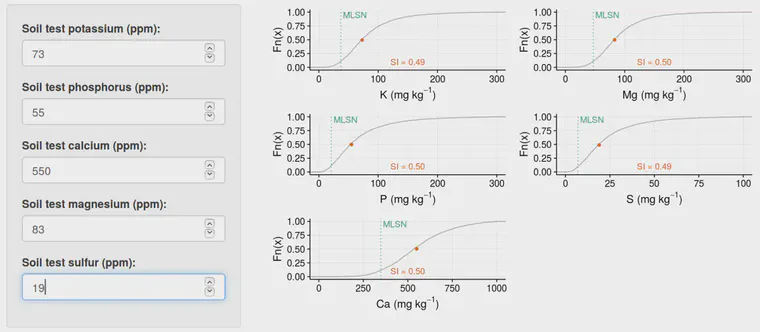 Soil test potassium (ppm):
73
Soil test phosphorus (ppm):
55
Soil test calcium (ppm):
550
Soil test magnesium (ppm):
83
Soil test sulfur (ppm):
19
Fn(x)
1.00
0.75
0.50
0.25
0.00
MLSN
SI = 0.49
0 100 200 300
K (mg kg⁻¹)
Fn(x)
1.00
0.75
0.50
0.25
0.00
MLSN
SI = 0.50
0 100 200 300
Mg (mg kg⁻¹)
Fn(x)
1.00
0.75
0.50
0.25
0.00
MLSN
SI = 0.50
0 100 200 300
P (mg kg⁻¹)
Fn(x)
1.00
0.75
0.50
0.25
0.00
MLSN
SI = 0.49
0 25 50 75 100
S (mg kg⁻¹)
Fn(x)
1.00
0.75
0.50
0.25
0.00
MLSN
SI = 0.50
0 250 500 750 1000
Ca (mg kg⁻¹)